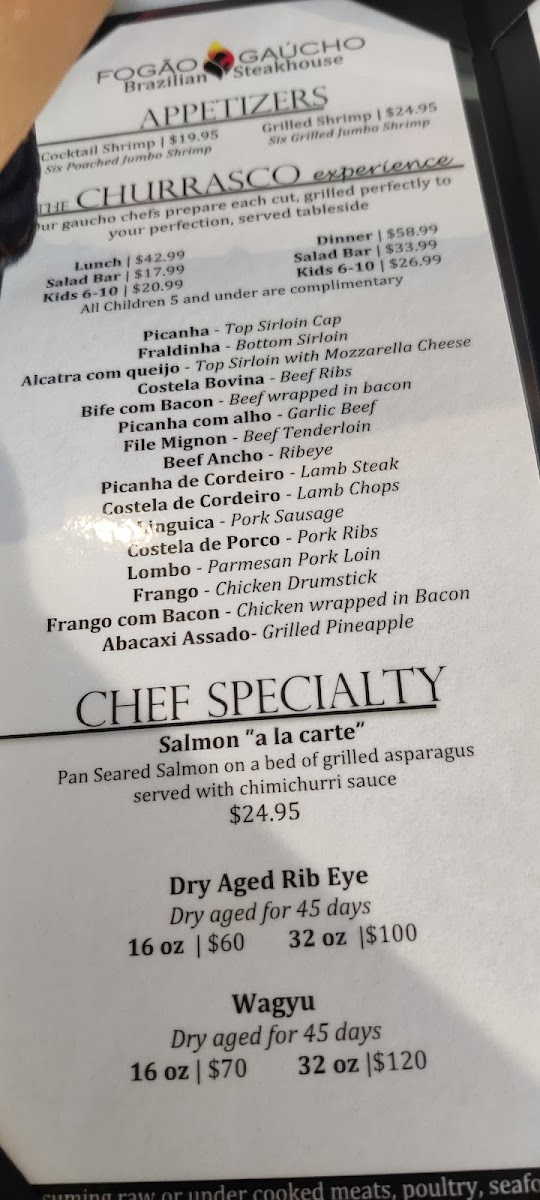 FOGÃO GAÚCHO
Brazilian Steakhouse
APPETIZERS
Cocktail Shrimp | $19.95
Six Poached Jumbo Shrimp
Grilled Shrimp | $24.95
Six Grilled Jumbo Shrimp
THE CHURRASCO experience
Our gaucho chefs prepare each cut, grilled perfectly to
your perfection, served tableside
Lunch | $42.99
Salad Bar | $17.99
Kids 6-10 | $20.99
Dinner | $58.99
Salad Bar | $33.99
Kids 6-10 | $26.99
All Children 5 and under are complimentary
Picanha - Top Sirloin Cap
Fraldinha - Bottom Sirloin
Alcatra com queijo - Top Sirloin with Mozzarella Cheese
Costela Bovina - Beef Ribs
Bife com Bacon - Beef wrapped in bacon
Picanha com alho - Garlic Beef
File Mignon - Beef Tenderloin
Beef Ancho - Ribeye
Picanha de Cordeiro - Lamb Steak
Costela de Cordeiro - Lamb Chops
Linguica - Pork Sausage
Costela de Porco - Pork Ribs
Lombo - Parmesan Pork Loin
Frango - Chicken Drumstick
Frango com Bacon - Chicken wrapped in Bacon
Abacaxi Assado- Grilled Pineapple
CHEF SPECIALTY
Salmon "a la carte"
Pan Seared Salmon on a bed of grilled asparagus
served with chimichurri sauce
$24.95
Dry Aged Rib Eye
Dry aged for 45 days
16 oz | $60 32 oz |$100
Wagyu
Dry aged for 45 days
16 oz | $70 32 oz |$120
raw or under cooked meats, poultry,